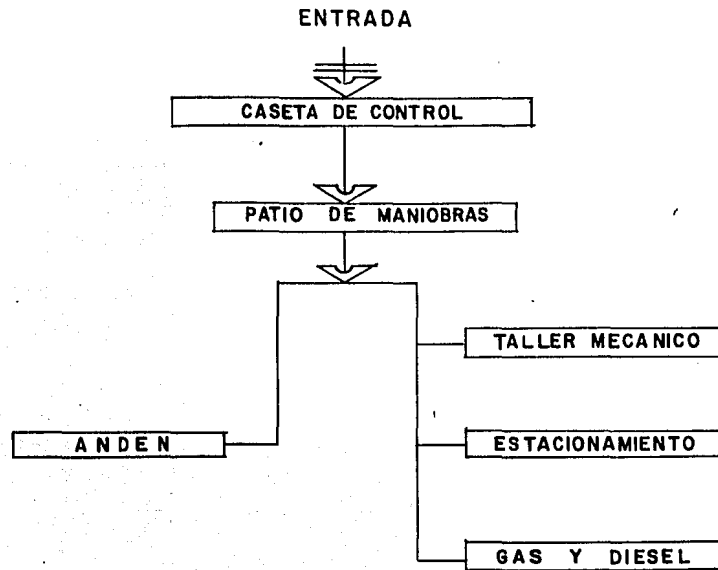 ENTRADA
CASETA DE CONTROL
PATIO DE MANIOBRAS
TALLER MECANICO
ANDEN
ESTACIONAMIENTO
GAS Y DIESEL